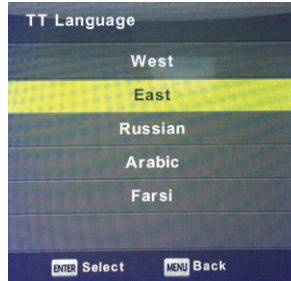 TT Language
West
East
Russian
Arabic
Farsi
ENTER Select MENU Back